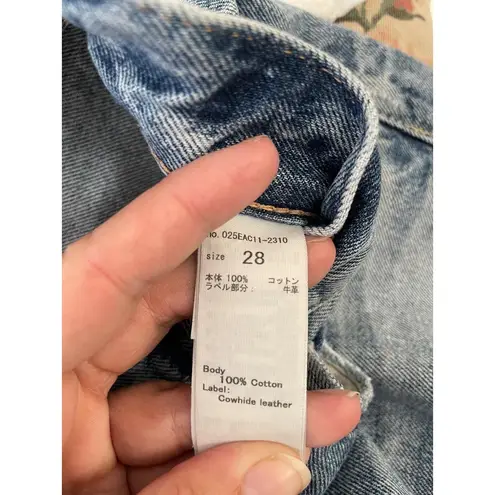 no. 025EAC11-2310
size 28
本体 100% コットン
ラベル部分: 牛革
Body
100% Cotton
Label:
Cowhide leather